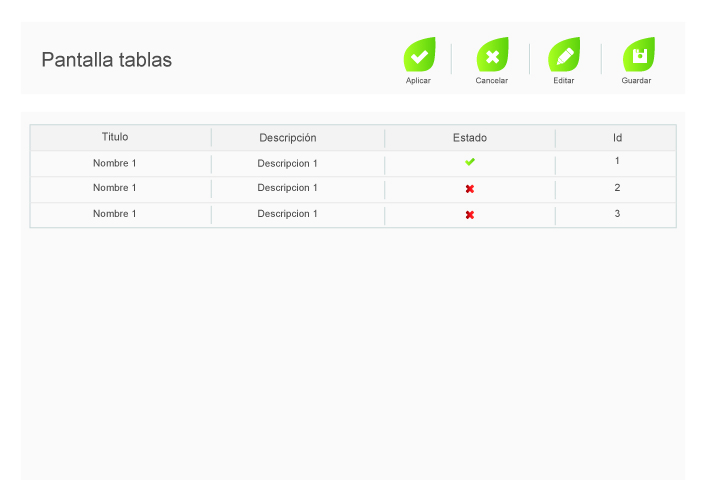 Pantalla tablas
Aplicar Cancelar Editar Guardar
Titulo Descripción Estado Id
Nombre 1 Descripcion 1 1
Nombre 1 Descripcion 1 2
Nombre 1 Descripcion 1 3